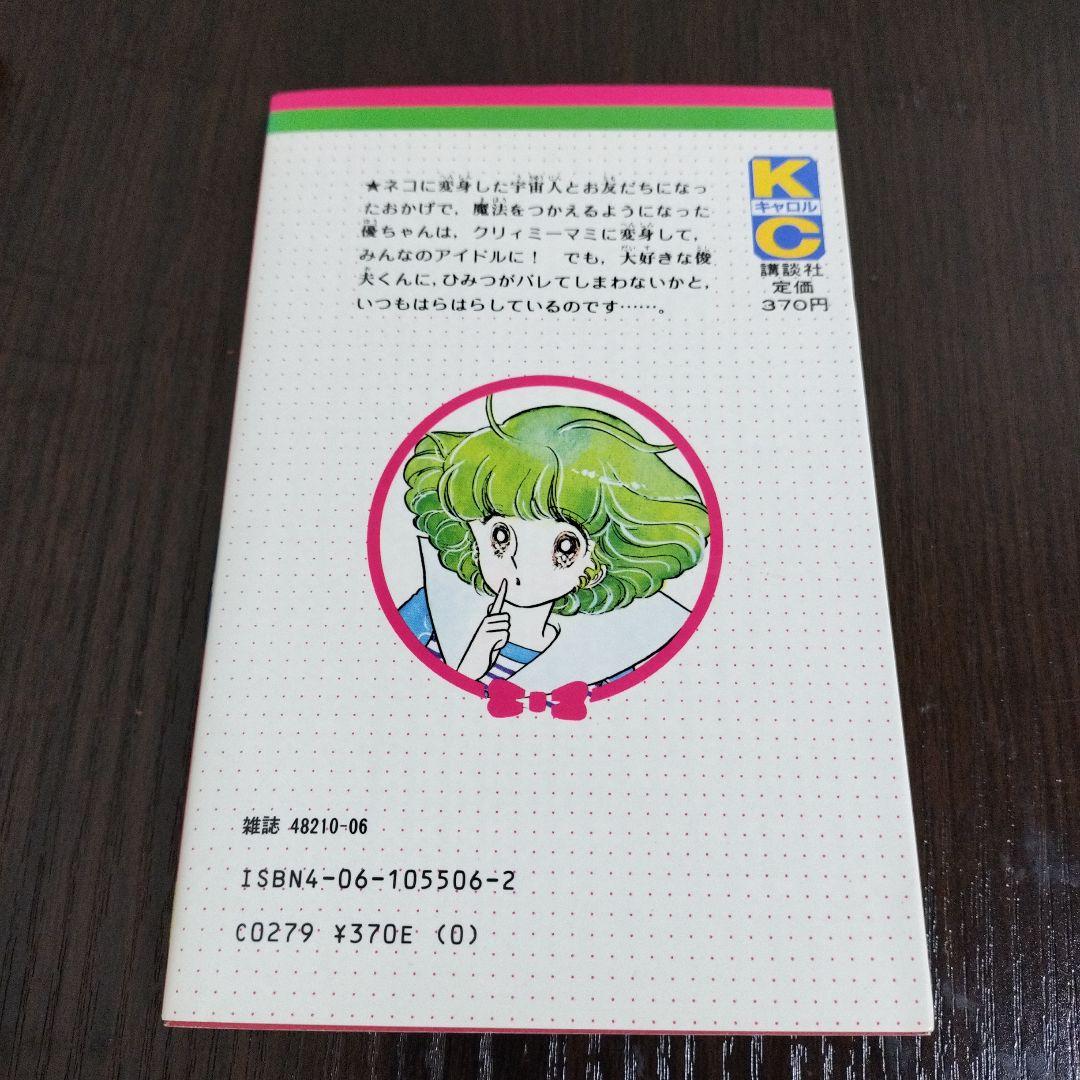 ★ネコに変身した宇宙人とお友だちになっ
たおかげで，魔法をつかえるようになった
優ちゃんは，クリィミーマミに変身して，
みんなのアイドルに！　でも，大好きな俊
夫くんに，ひみつがバレてしまわないかと，
いつもはらはらしているのです……。
K
キャロル
C
講談社
定価
370円
雑誌 48210-06
ISBN4-06-105506-2
C0279 ¥370E (0)